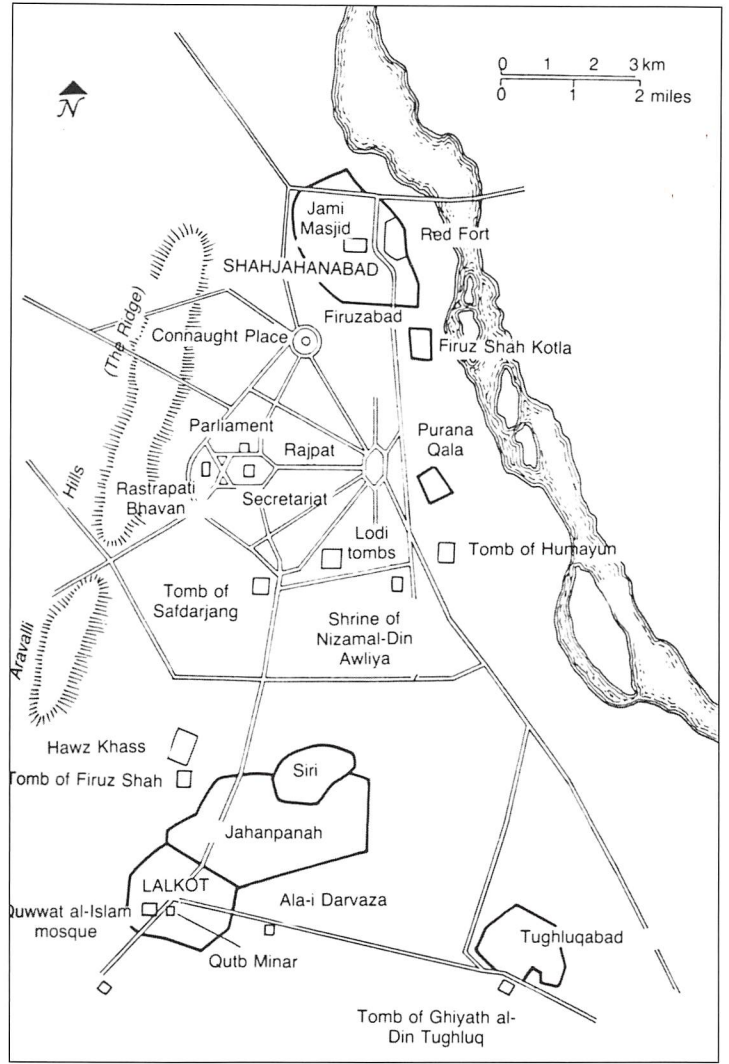 0 1 2 3 km
0 1 2 miles
N
Jami
Masjid
Red Fort
SHAHJAHANABAD
Firuzabad
(The Ridge)
Connaught Place
Firuz Shah Kotla
Parliament
Rajpat
Purana
Qala
Hills
Rastrapati
Bhavan
Secretariat
Lodi
tombs
Tomb of Humayun
Tomb of
Safdarjang
Shrine of
Nizamal-Din
Awliya
Aravalli
Hawz Khass
Siri
Tomb of Firuz Shah
Jahanpanah
LALKOT
Ala-i Darvaza
Quwwat al-Islam
mosque
Qutb Minar
Tughluqabad
Tomb of Ghiyath al-
Din Tughluq